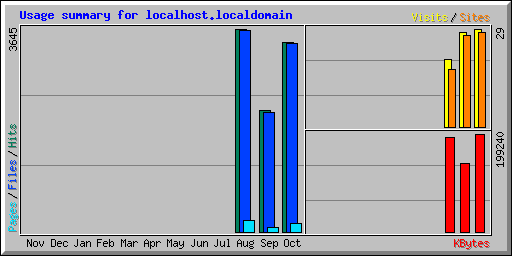 Usage summary for localhost.localdomain
Visits/Sites
3645
29
Pages/Files/Hits
199240
Nov Dec Jan Feb Mar Apr May Jun Jul Aug Sep Oct
KBytes